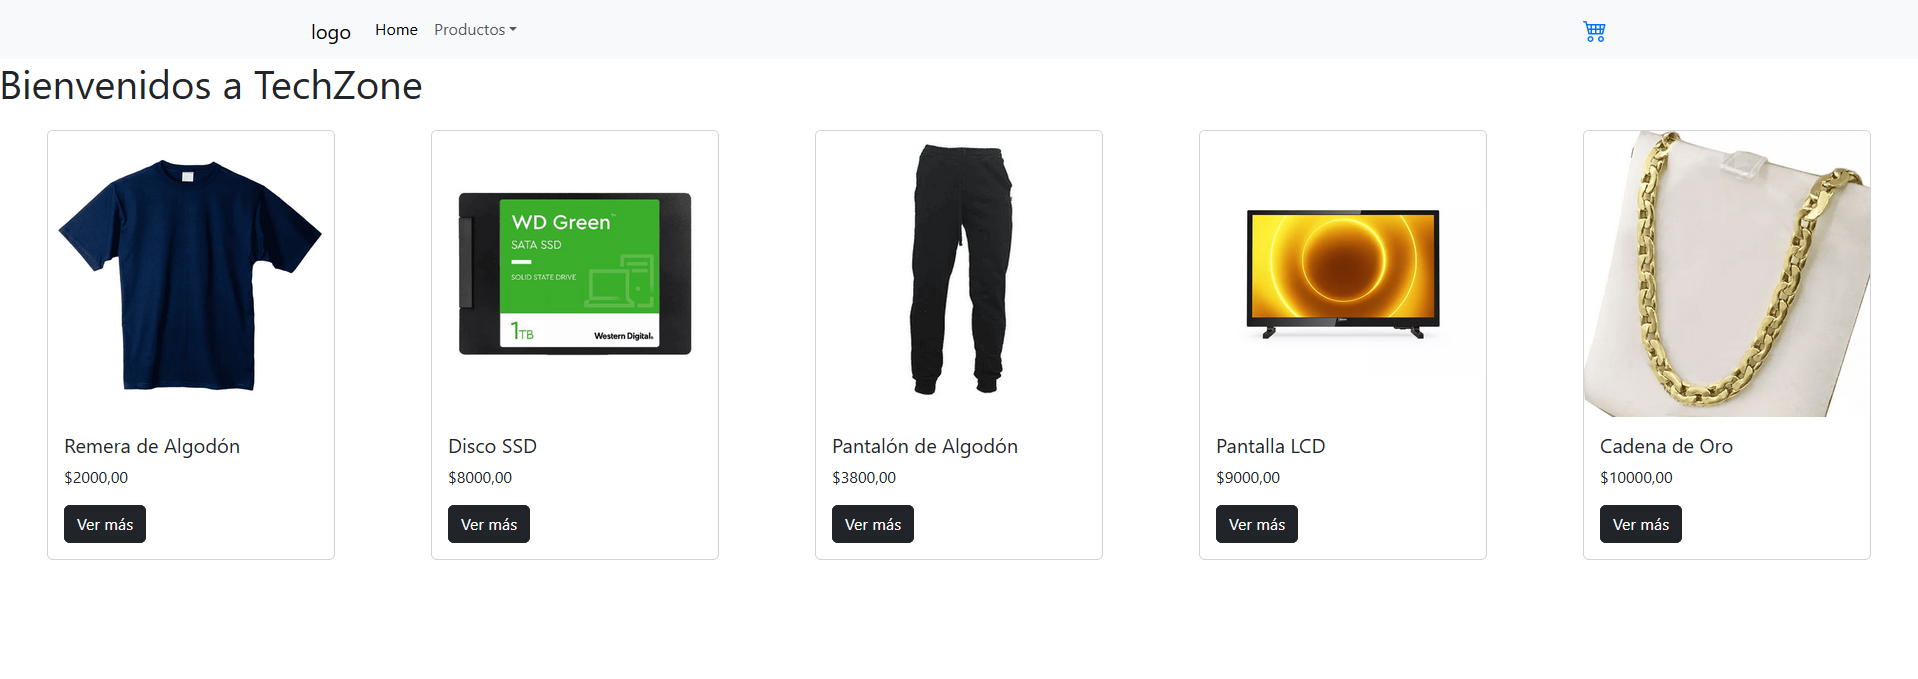 logo Home Productos
Bienvenidos a TechZone
WD Green™
SATA SSD
SOLID STATE DRIVE
1TB
Western Digital.
Remera de Algodón
$2000,00
Ver más
Disco SSD
$8000,00
Ver más
Pantalón de Algodón
$3800,00
Ver más
Pantalla LCD
$9000,00
Ver más
Cadena de Oro
$10000,00
Ver más